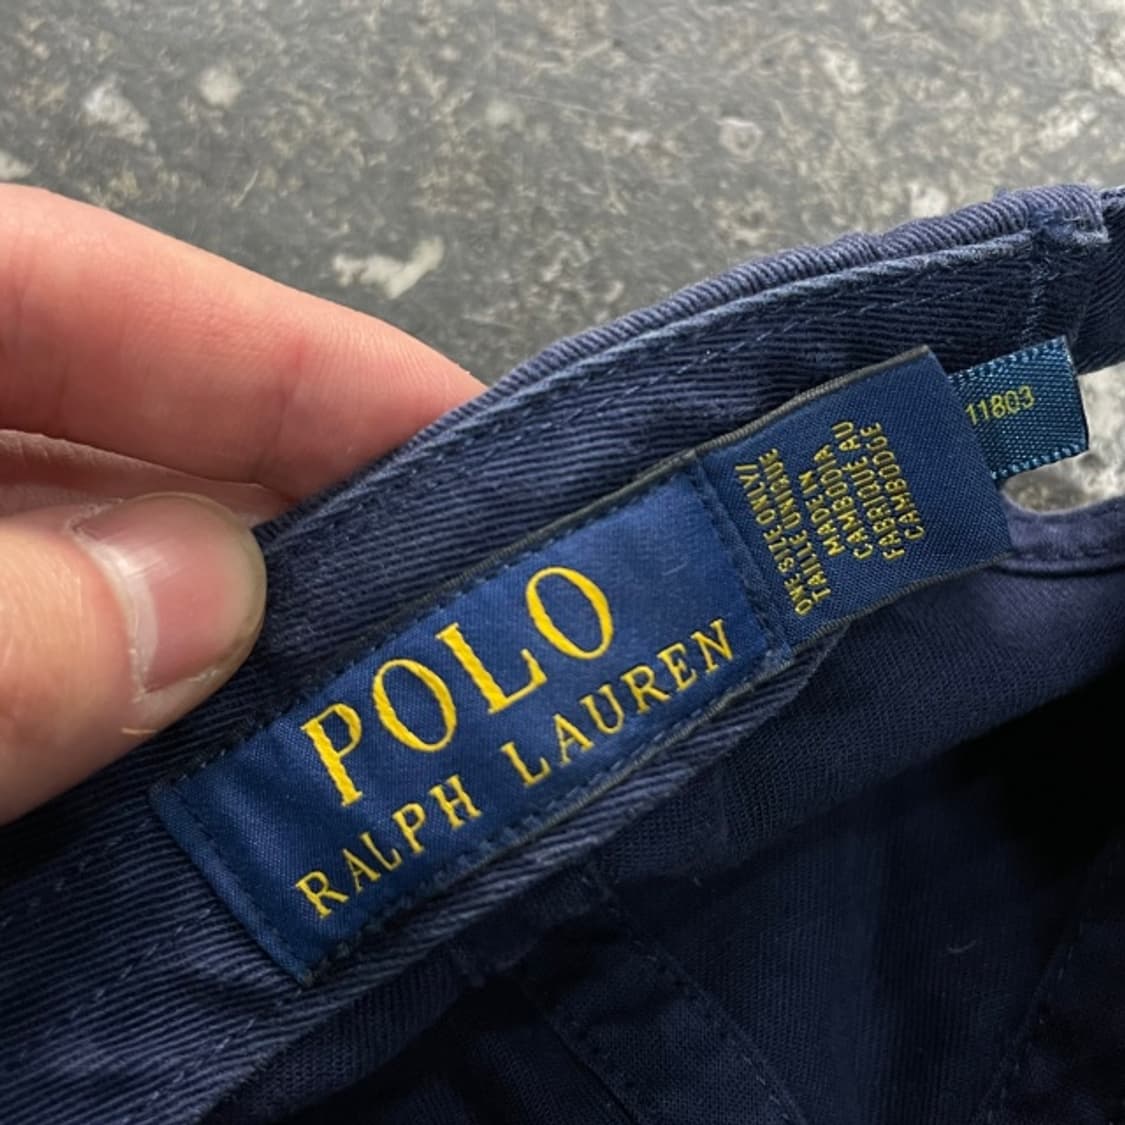 POLO
RALPH LAUREN
ONE SIZE ONLY/
TAILLE UNIQUE
MADE IN
CAMBODIA
FABRIQUE AU
CAMBODGE
11803